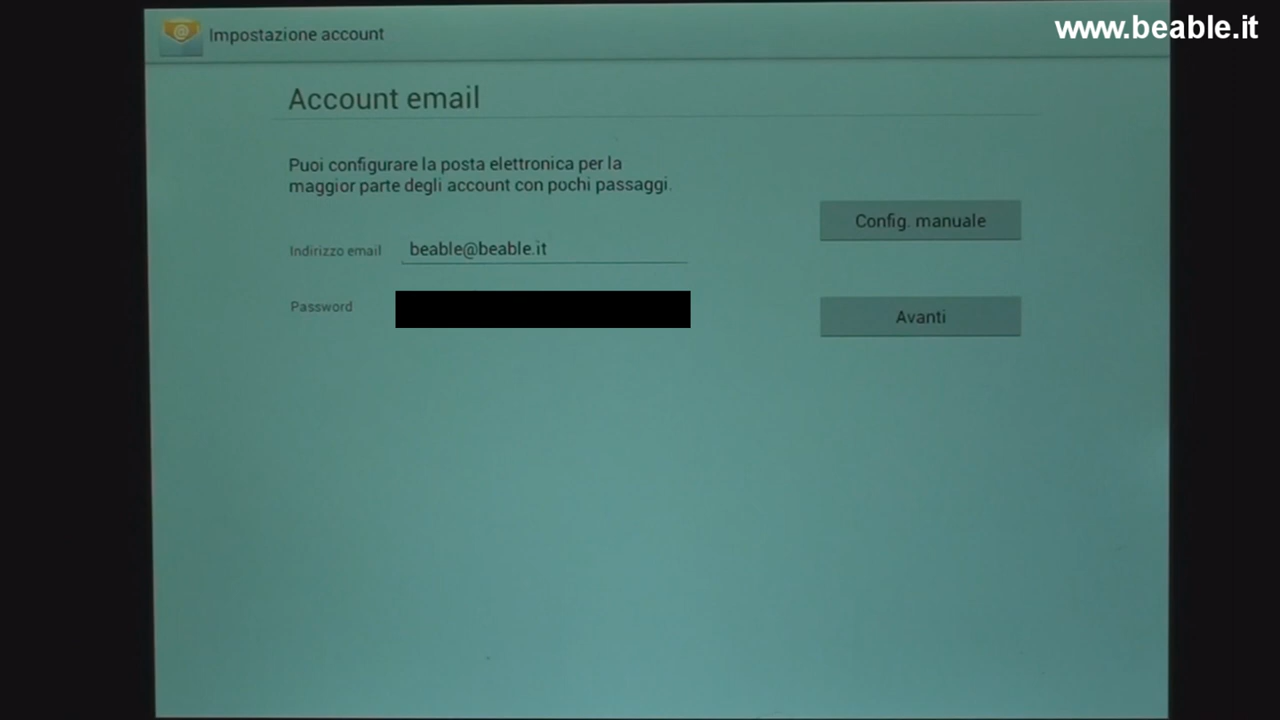 www.beable.it
Impostazione account
Account email
Puoi configurare la posta elettronica per la
maggior parte degli account con pochi passaggi.
Config. manuale
Indirizzo email beable@beable.it
Password
Avanti